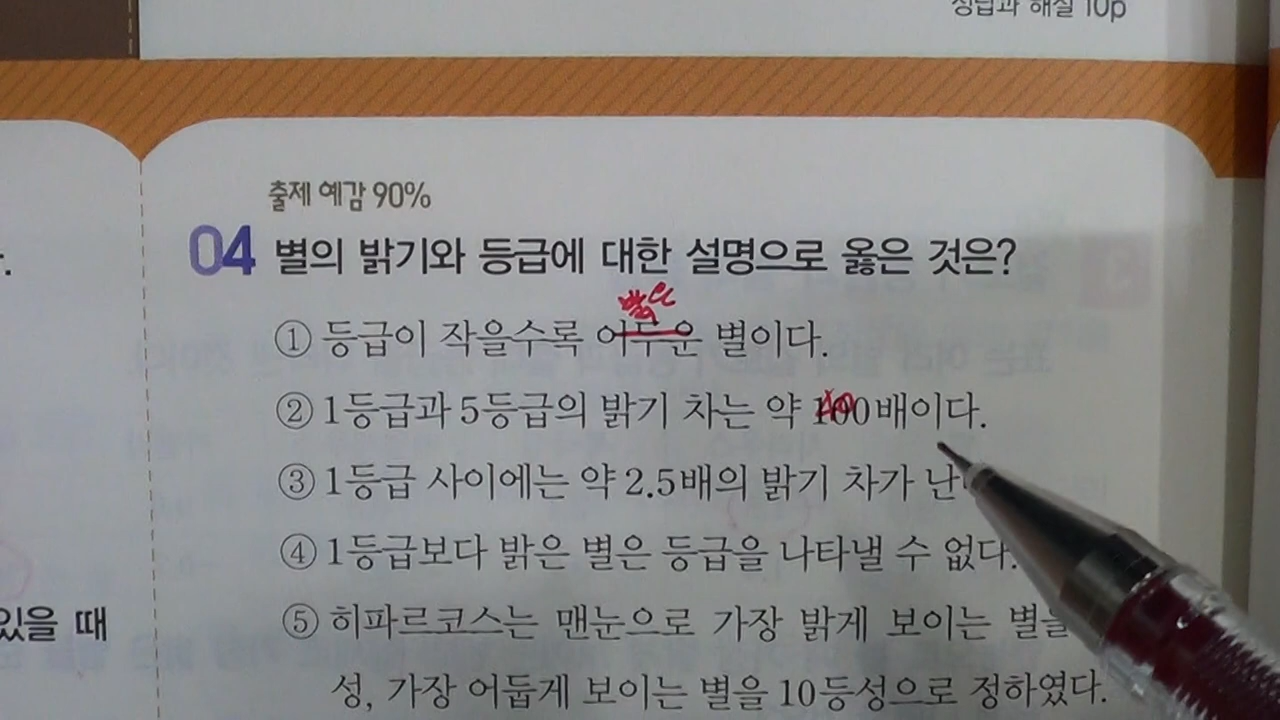 정답과 해설 10p
출제 예감 90%
04 별의 밝기와 등급에 대한 설명으로 옳은 것은?
밝은
① 등급이 작을수록 어두운 별이다.
40
② 1등급과 5등급의 밝기 차는 약 100배이다.
③ 1등급 사이에는 약 2.5배의 밝기 차가 난
④ 1등급보다 밝은 별은 등급을 나타낼 수 없다.
⑤ 히파르코스는 맨눈으로 가장 밝게 보이는 별을
성, 가장 어둡게 보이는 별을 10등성으로 정하였다.
있을 때